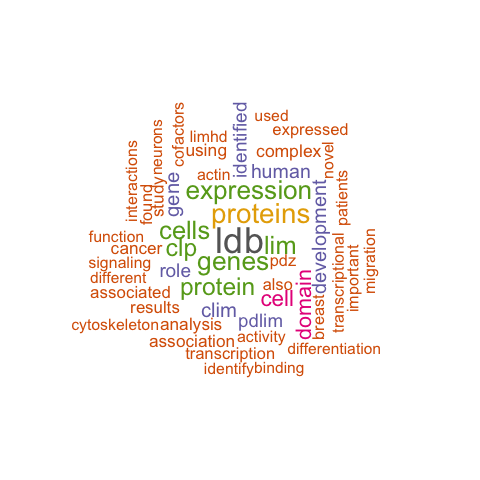 used
expressed
limhd
using
identified
cofactors
neurons
study
found
interactions
gene
actin
complex
human
novel
patients
expression
proteins
development
cells
clp
ldb
lim
genes
pdz
function
cancer
signaling
different
associated
role
protein
also
cell
domain
breast
transcriptional
important
migration
results
clim
pdlim
cytoskeleton
analysis
activity
association
transcription
differentiation
identify
binding